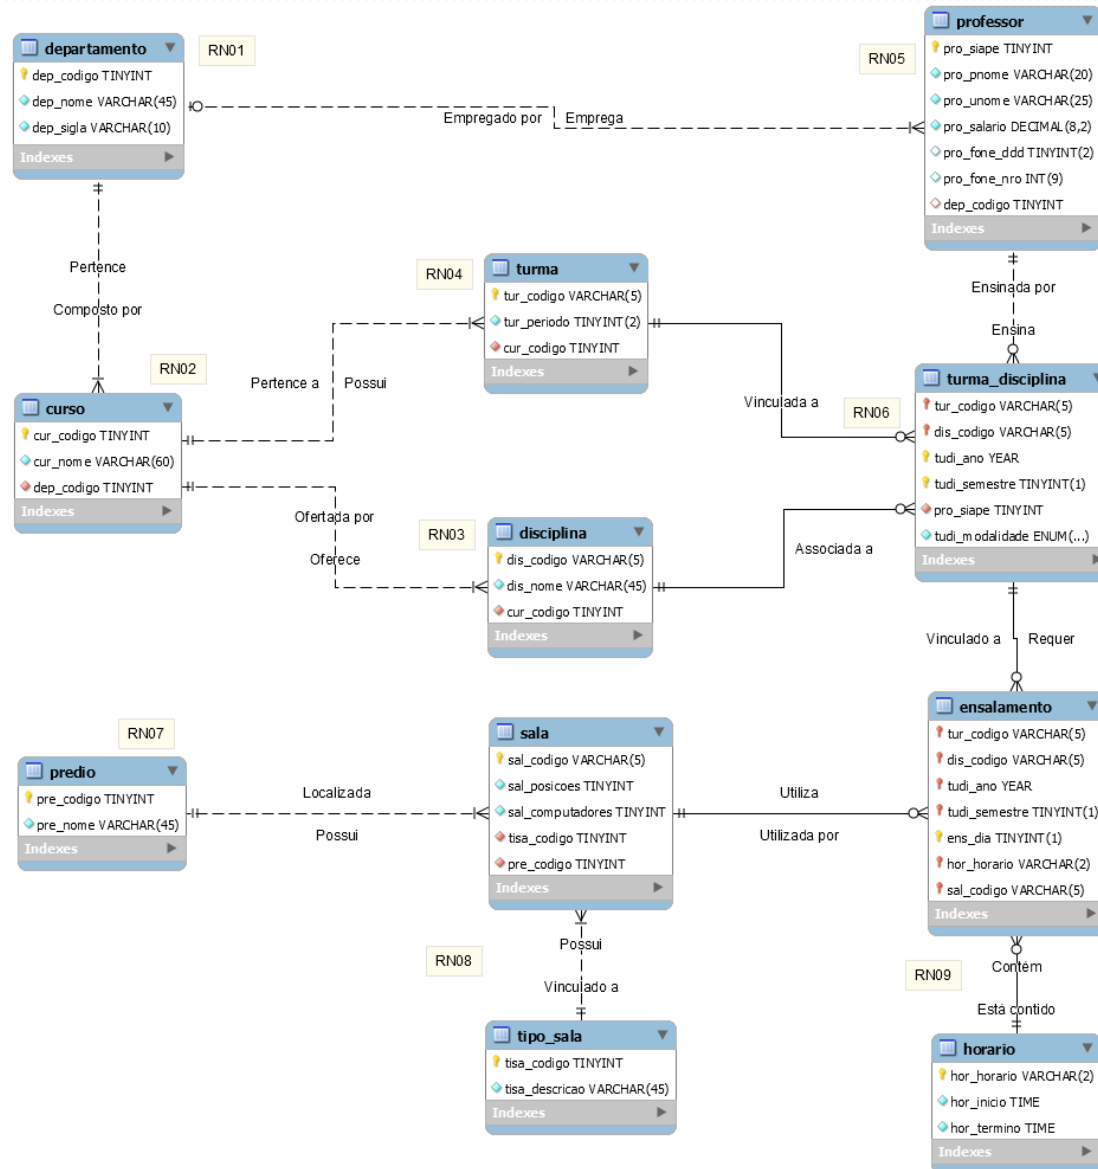 departamento
dep_codigo TINYINT
dep_nome VARCHAR(45)
dep_sigla VARCHAR(10)
Indexes
RN01
Empregado por
Emprega
RN05
professor
pro_siape TINYINT
pro_pnome VARCHAR(20)
pro_unome VARCHAR(25)
pro_salario DECIMAL(8,2)
pro_fone_ddd TINYINT(2)
pro_fone_nro INT(9)
dep_codigo TINYINT
Indexes
Pertence
Composto por
RN02
curso
cur_codigo TINYINT
cur_nome VARCHAR(60)
dep_codigo TINYINT
Indexes
Pertence a
Possui
RN04
turma
tur_codigo VARCHAR(5)
tur_periodo TINYINT(2)
cur_codigo TINYINT
Indexes
Ofertada por
Oferece
RN03
disciplina
dis_codigo VARCHAR(5)
dis_nome VARCHAR(45)
cur_codigo TINYINT
Indexes
Ensinada por
Ensina
Vinculada a
Associada a
RN06
turma_disciplina
tur_codigo VARCHAR(5)
dis_codigo VARCHAR(5)
tudi_ano YEAR
tudi_semestre TINYINT(1)
pro_siape TINYINT
tudi_modalidade ENUM(...)
Indexes
Vinculado a
Requer
RN07
predio
pre_codigo TINYINT
pre_nome VARCHAR(45)
Indexes
Localizada
Possui
sala
sal_codigo VARCHAR(5)
sal_posicoes TINYINT
sal_computadores TINYINT
tisa_codigo TINYINT
pre_codigo TINYINT
Indexes
Utiliza
Utilizada por
ensalamento
tur_codigo VARCHAR(5)
dis_codigo VARCHAR(5)
tudi_ano YEAR
tudi_semestre TINYINT(1)
ens_dia TINYINT(1)
hor_horario VARCHAR(2)
sal_codigo VARCHAR(5)
Indexes
RN08
Possui
Vinculado a
tipo_sala
tisa_codigo TINYINT
tisa_descricao VARCHAR(45)
Indexes
RN09
Contém
Está contido
horario
hor_horario VARCHAR(2)
hor_inicio TIME
hor_termino TIME
Indexes